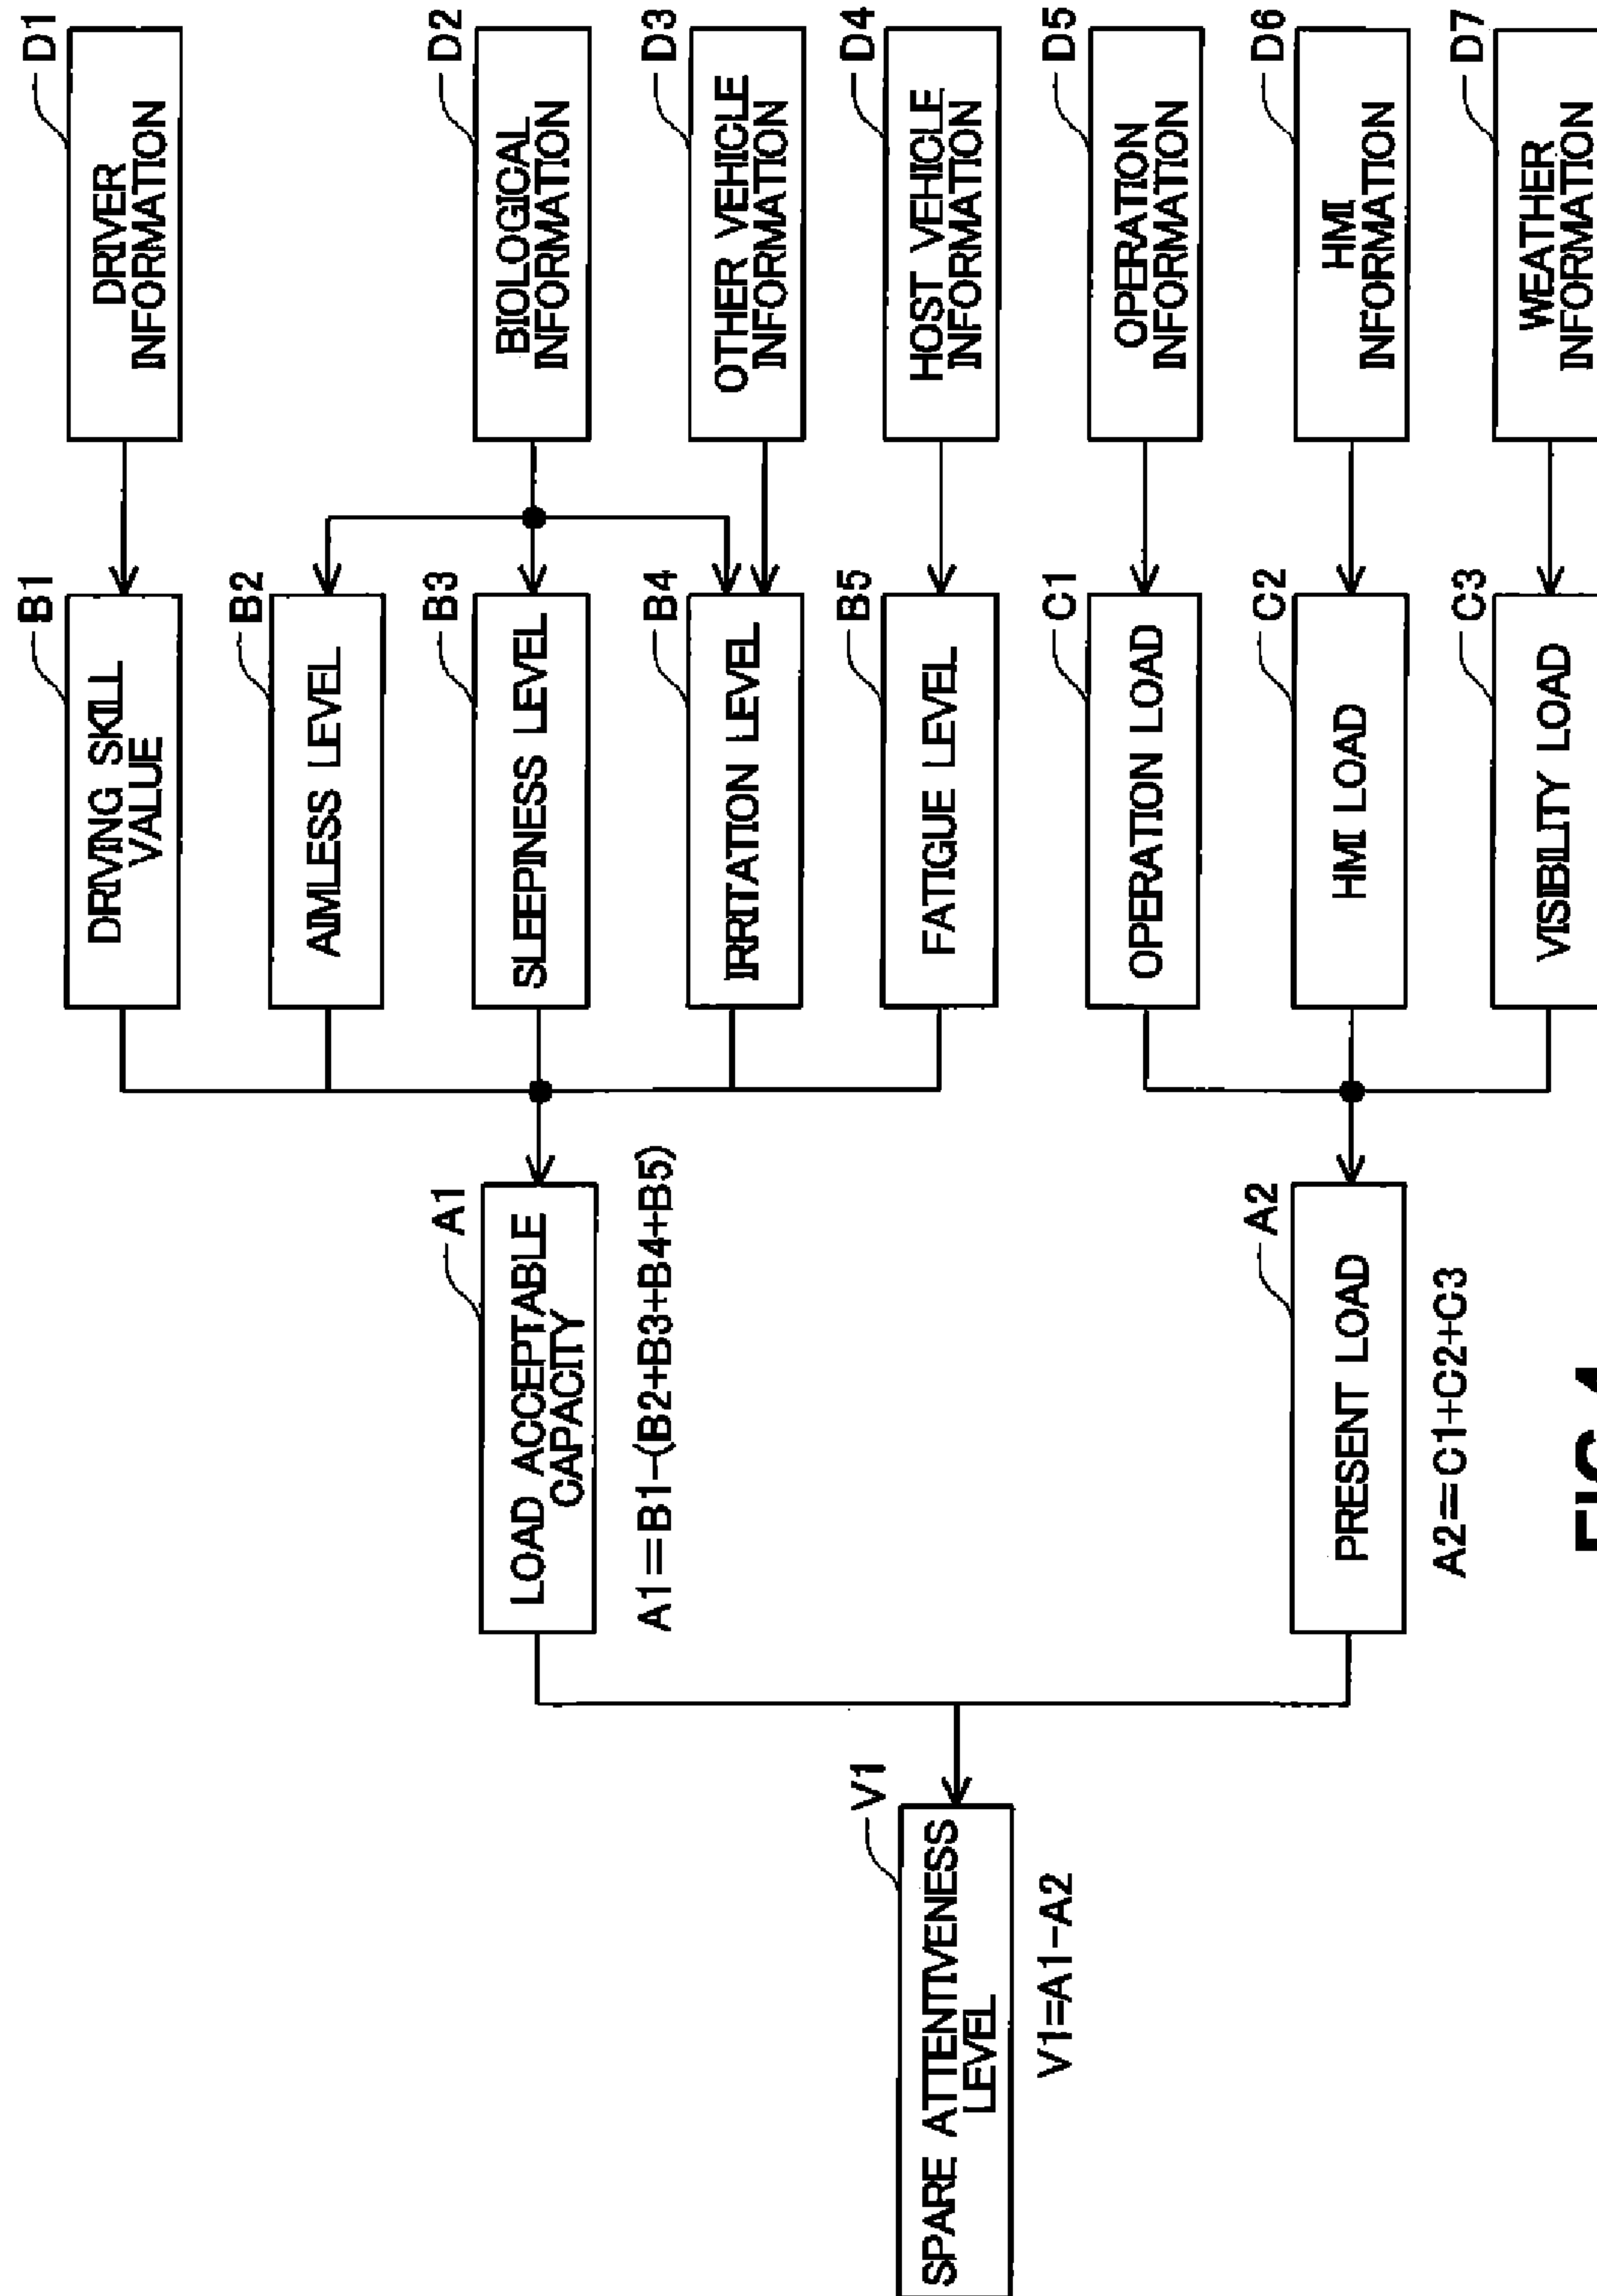 D1
DRIVER
INFORMATION
D2
BIOLOGICAL
INFORMATION
D3
OTHER VEHICLE
INFORMATION
D4
HOST VEHICLE
INFORMATION
D5
OPERATION
INFORMATION
D6
HMI
INFORMATION
D7
WEATHER
INFORMATION
B1
DRIVING SKILL
VALUE
B2
AIMLESS LEVEL
B3
SLEEPINESS LEVEL
B4
IRRITATION LEVEL
B5
FATIGUE LEVEL
C1
OPERATION LOAD
C2
HMI LOAD
C3
VISIBILITY LOAD
A1
LOAD ACCEPTABLE
CAPACITY
A1=B1-(B2+B3+B4+B5)
A2
PRESENT LOAD
A2=C1+C2+C3
V1
SPARE ATTENTIVENESS
LEVEL
V1=A1-A2